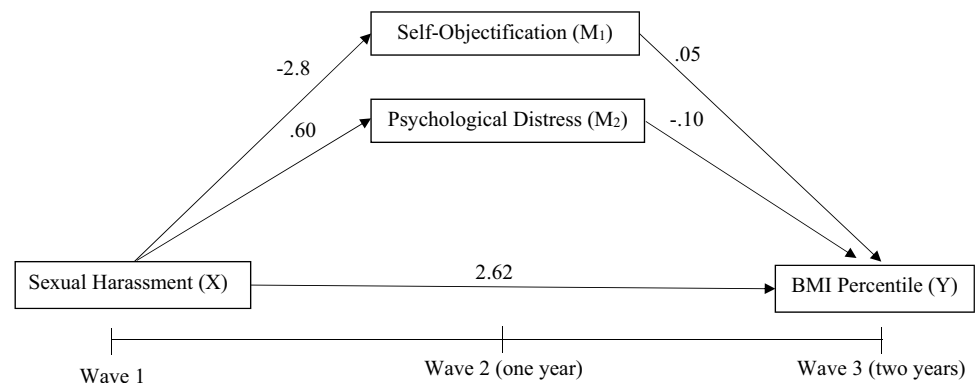 Self-Objectification (M₁)
-2.8
.05
Psychological Distress (M₂)
.60
-.10
Sexual Harassment (X)
2.62
BMI Percentile (Y)
Wave 1
Wave 2 (one year)
Wave 3 (two years)